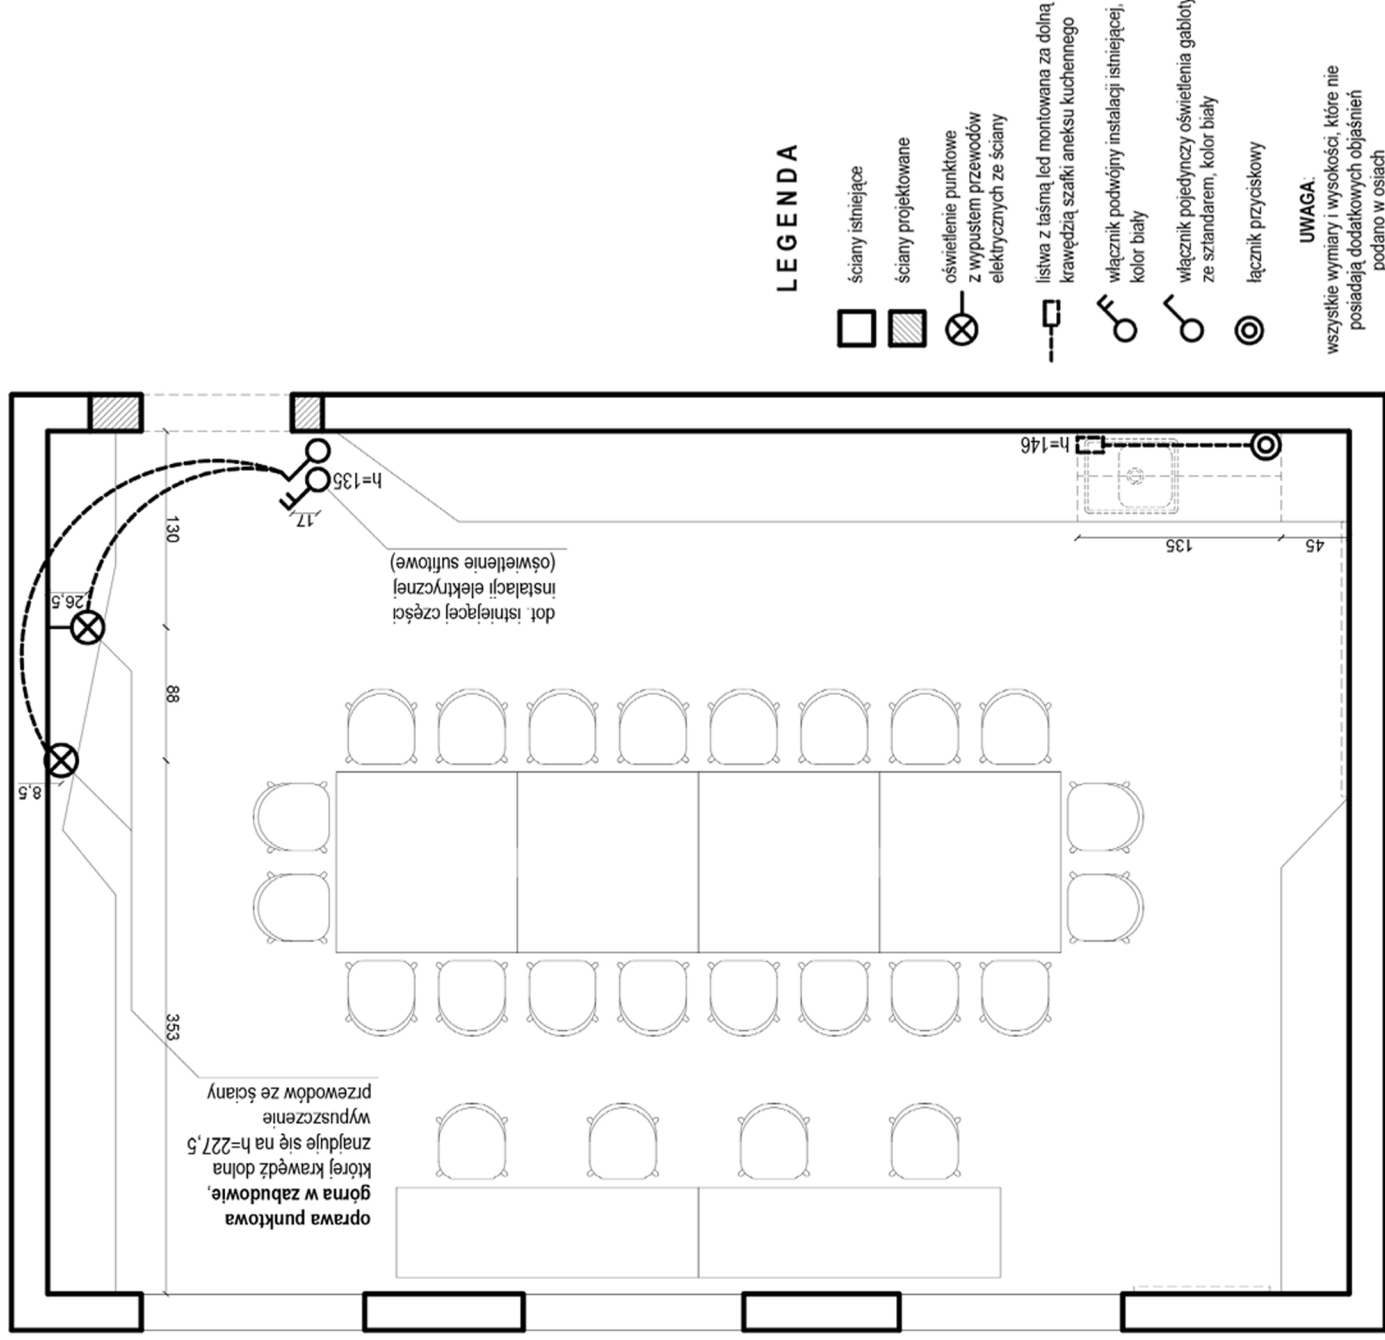 LEGENDA
ściany istniejące
ściany projektowane
oświetlenie punktowe
z wypustem przewodów
elektrycznych ze ściany
listwa z taśmą led montowana za dolną
krawędzią szafki aneksu kuchennego
włącznik podwójny instalacji istniejącej,
kolor biały
włącznik pojedynczy oświetlenia gabloty
ze sztandarem, kolor biały
łącznik przyciskowy
UWAGA:
wszystkie wymiary i wysokości, które nie
posiadają dodatkowych objaśnień
podano w osiach
h=146
h=135
17
130
26,5
88
8,5
353
135
45
dot. istniejącej części
instalacji elektrycznej
(oświetlenie sufitowe)
oprawa punktowa
górna w zabudowie,
której krawędź dolna
znajduje się na h=227,5
wypuszczenie
przewodów ze ściany